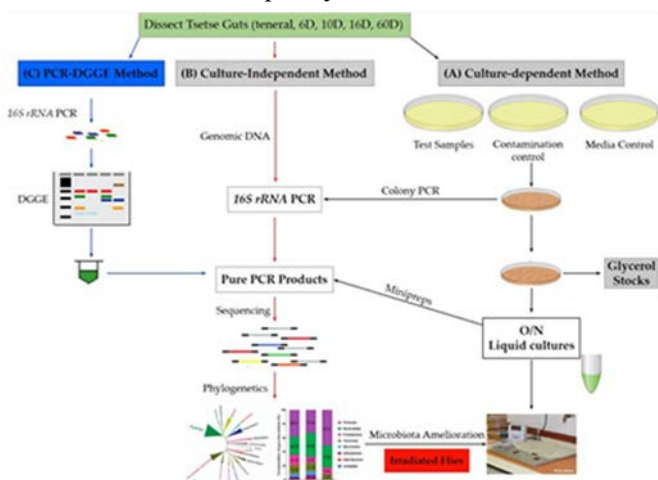 Dissect Tsetse Guts (teneral, 6D, 10D, 16D, 60D)
(C) PCR-DGGE Method
(B) Culture-Independent Method
(A) Culture-dependent Method
16S rRNA PCR
Genomic DNA
Test Samples
Contamination
control
Media Control
DGGE
16S rRNA PCR
Colony PCR
Pure PCR Products
Minipreps
Glycerol
Stocks
Sequencing
O/N
Liquid cultures
Phylogenetics
Microbiota Amelioration
Irradiated Flies